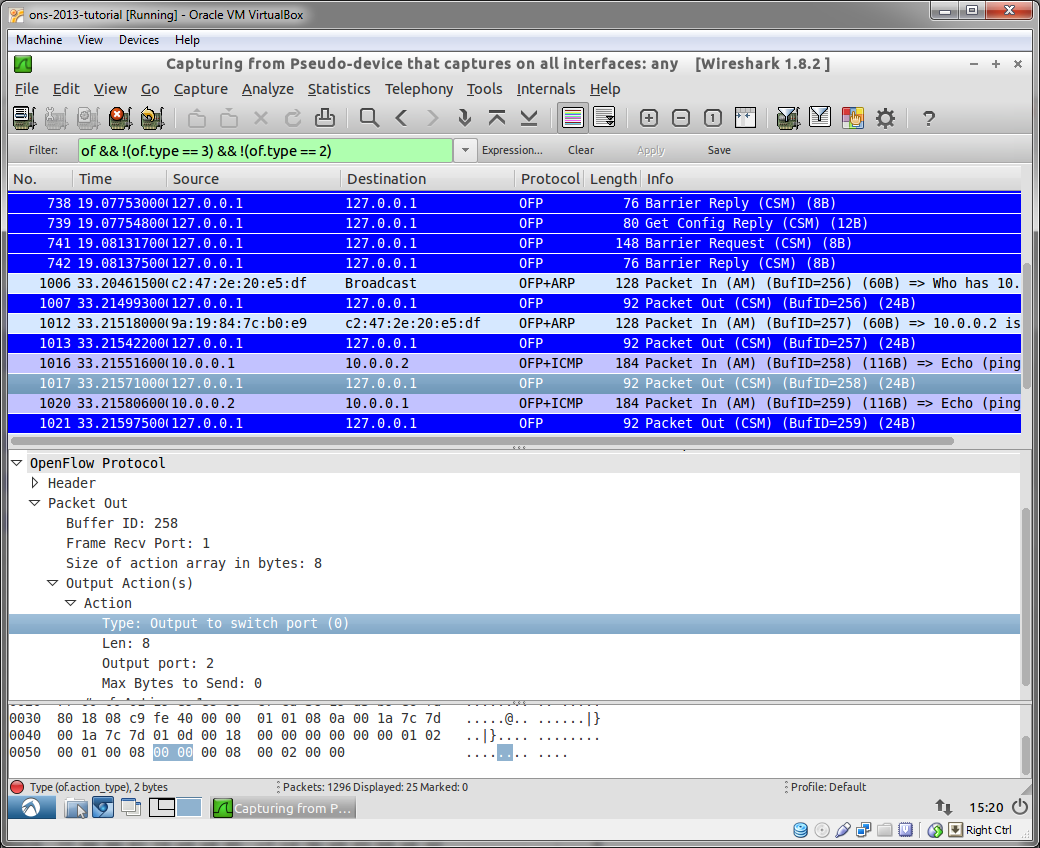 ons-2013-tutorial [Running] - Oracle VM VirtualBox
Machine View Devices Help
Capturing from Pseudo-device that captures on all interfaces: any [Wireshark 1.8.2 ]
File Edit View Go Capture Analyze Statistics Telephony Tools Internals Help
Filter: of && !(of.type == 3) && !(of.type == 2) Expression... Clear Apply Save
No. Time Source Destination Protocol Length Info
738 19.07753000 127.0.0.1 127.0.0.1 OFP 76 Barrier Reply (CSM) (8B)
739 19.07754800 127.0.0.1 127.0.0.1 OFP 80 Get Config Reply (CSM) (12B)
741 19.08131700 127.0.0.1 127.0.0.1 OFP 148 Barrier Request (CSM) (8B)
742 19.08137500 127.0.0.1 127.0.0.1 OFP 76 Barrier Reply (CSM) (8B)
1006 33.20461500 c2:47:2e:20:e5:df Broadcast OFP+ARP 128 Packet In (AM) (BufID=256) (60B) => Who has 10.
1007 33.21499300 127.0.0.1 127.0.0.1 OFP 92 Packet Out (CSM) (BufID=256) (24B)
1012 33.21518000 9a:19:84:7c:b0:e9 c2:47:2e:20:e5:df OFP+ARP 128 Packet In (AM) (BufID=257) (60B) => 10.0.0.2 is
1013 33.21542200 127.0.0.1 127.0.0.1 OFP 92 Packet Out (CSM) (BufID=257) (24B)
1016 33.21551600 10.0.0.1 10.0.0.2 OFP+ICMP 184 Packet In (AM) (BufID=258) (116B) => Echo (ping
1017 33.21571000 127.0.0.1 127.0.0.1 OFP 92 Packet Out (CSM) (BufID=258) (24B)
1020 33.21580600 10.0.0.2 10.0.0.1 OFP+ICMP 184 Packet In (AM) (BufID=259) (116B) => Echo (ping
1021 33.21597500 127.0.0.1 127.0.0.1 OFP 92 Packet Out (CSM) (BufID=259) (24B)
OpenFlow Protocol
Header
Packet Out
Buffer ID: 258
Frame Recv Port: 1
Size of action array in bytes: 8
Output Action(s)
Action
Type: Output to switch port (0)
Len: 8
Output port: 2
Max Bytes to Send: 0
0030 80 18 08 c9 fe 40 00 00 01 01 08 0a 00 1a 7c 7d .....@.. ......|}
0040 00 1a 7c 7d 01 0d 00 18 00 00 00 00 00 00 01 02 ..|}.... ........
0050 00 01 00 08 00 00 00 08 00 02 00 00 ........ ....
Type (of.action_type), 2 bytes Packets: 1296 Displayed: 25 Marked: 0 Profile: Default
Capturing from P... 15:20
Right Ctrl